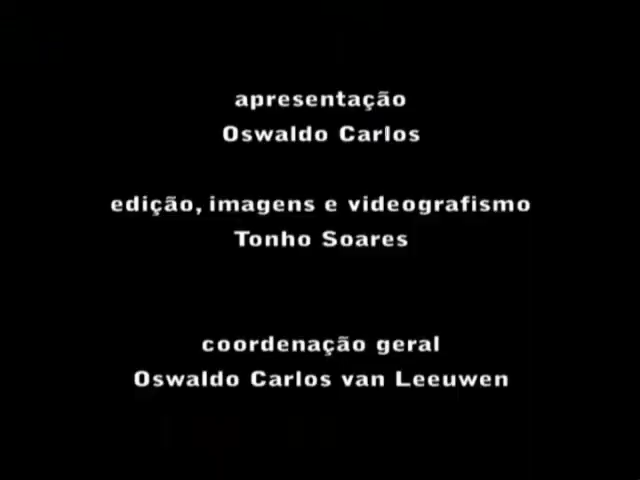 apresentação
Oswaldo Carlos
edição, imagens e videografismo
Tonho Soares
coordenação geral
Oswaldo Carlos van Leeuwen